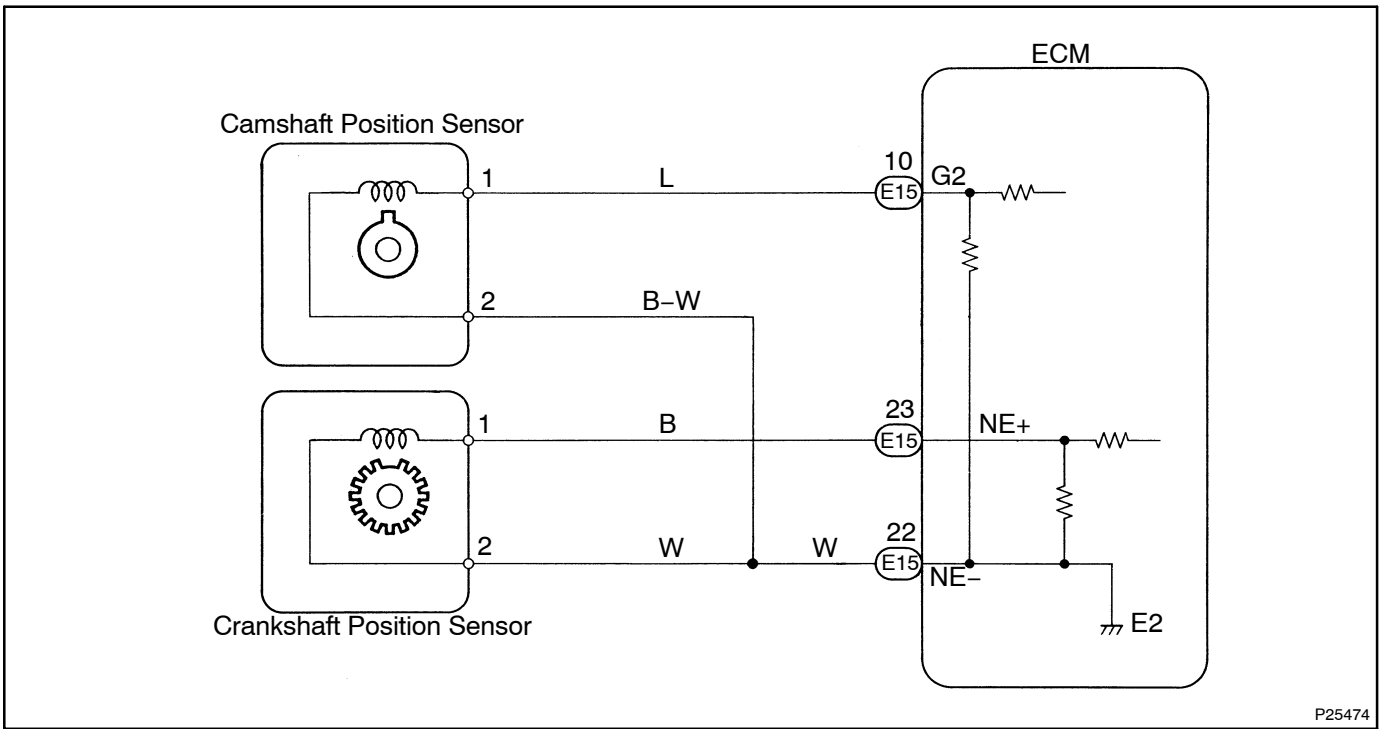 ECM
Camshaft Position Sensor
1
L
10
E15
G2
2
B−W
1
B
23
E15
NE+
2
W
W
22
E15
NE−
E2
Crankshaft Position Sensor
P25474